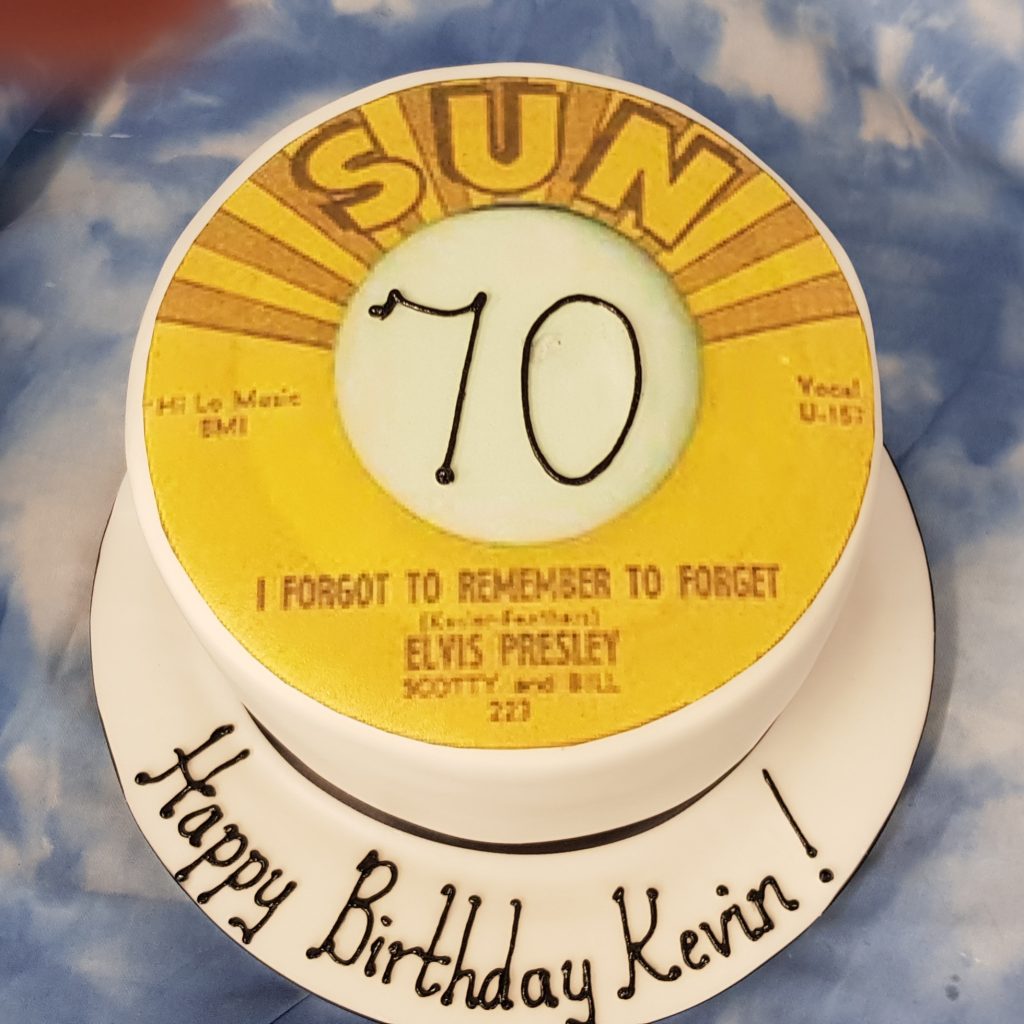 SUN
70
Hi Lo Music
BMI
Vocal
U-157
I FORGOT TO REMEMBER TO FORGET
ELVIS PRESLEY
SCOTTY and BILL
223
Happy Birthday Kevin!